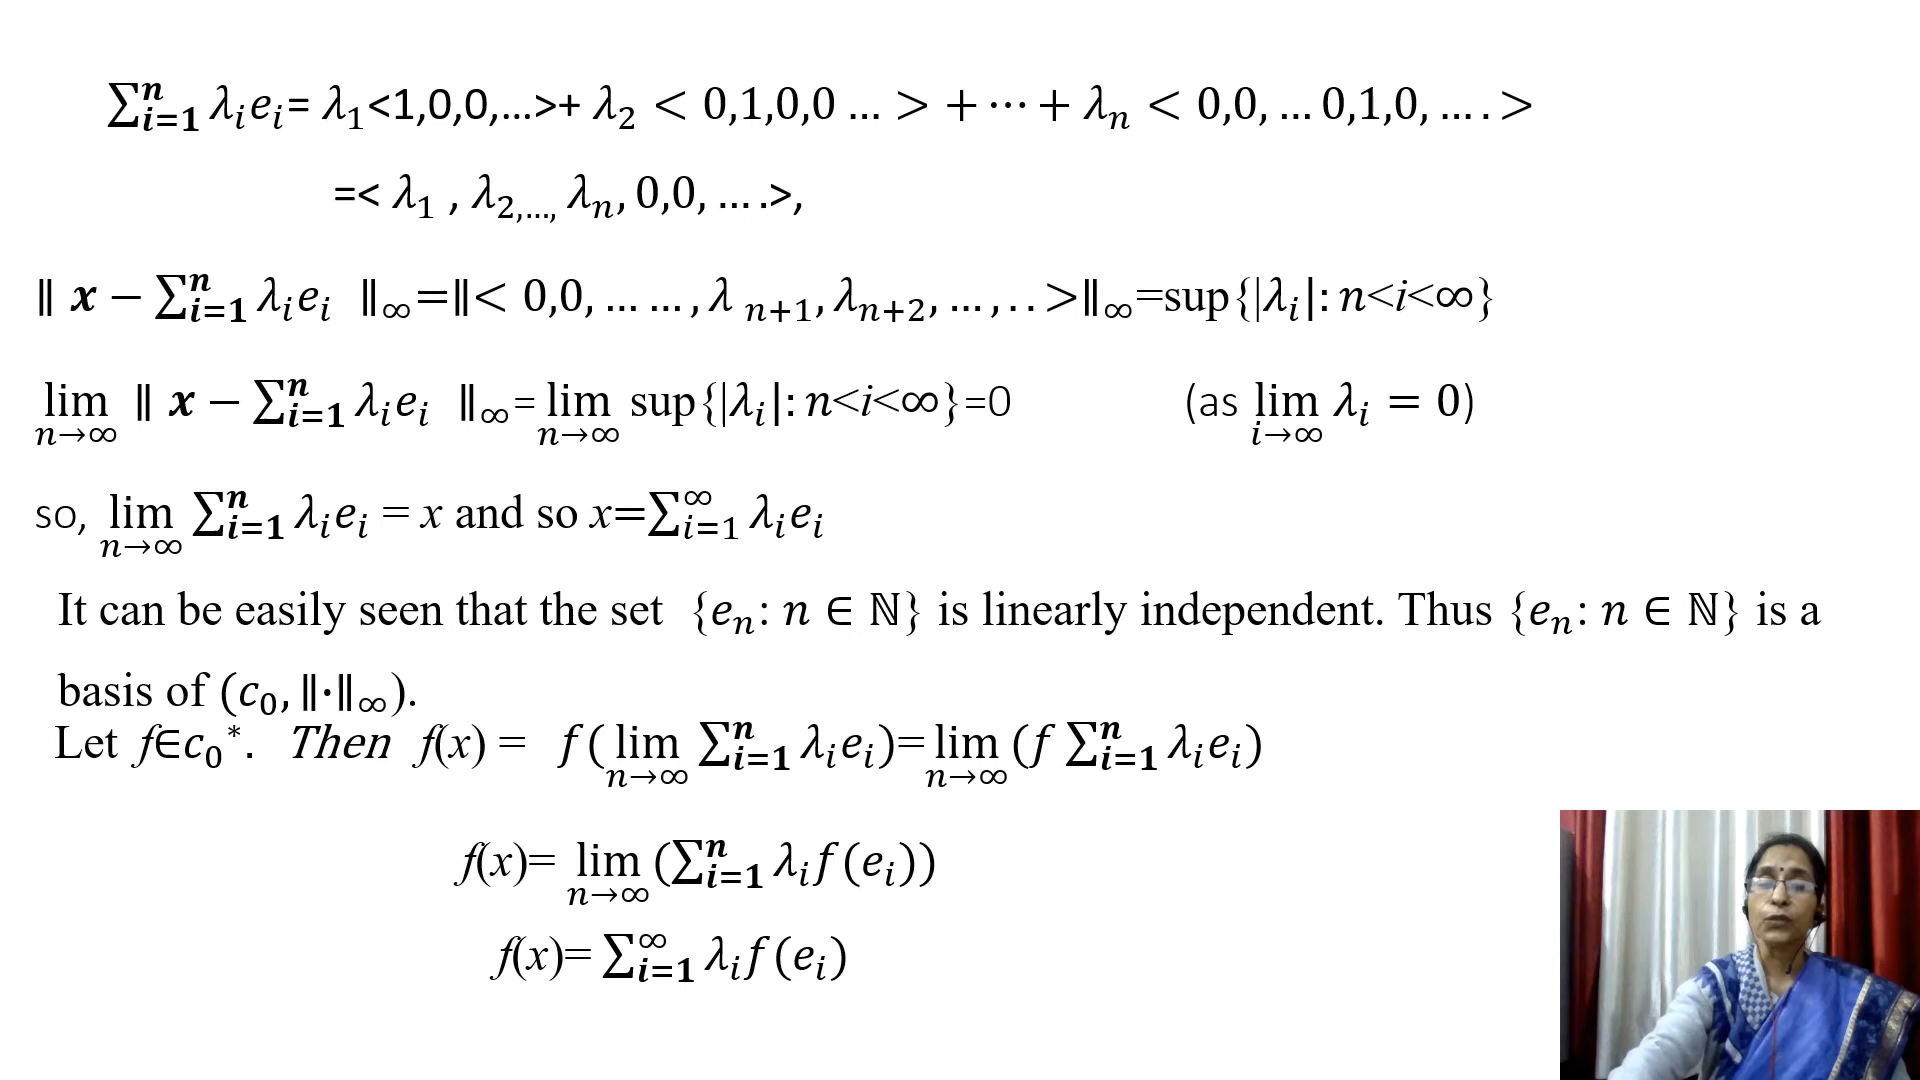 ∑ⁿᵢ₌₁ λᵢeᵢ= λ₁<1,0,0,...>+ λ₂ < 0,1,0,0 … > + ⋯ + λₙ < 0,0, … 0,1,0, … . >
=< λ₁ , λ₂,…, λₙ, 0,0, … .>,
‖ x − ∑ⁿᵢ₌₁ λᵢeᵢ ‖∞=‖< 0,0, … … , λ ₙ₊₁, λₙ₊₂, … , . . >‖∞=sup{|λᵢ|: n<i<∞}
lim n→∞ ‖ x − ∑ⁿᵢ₌₁ λᵢeᵢ ‖∞= lim n→∞ sup{|λᵢ|: n<i<∞}=0 (as lim i→∞ λᵢ = 0)
so, lim n→∞ ∑ⁿᵢ₌₁ λᵢeᵢ = x and so x=∑^∞ᵢ₌₁ λᵢeᵢ
It can be easily seen that the set {eₙ: n ∈ ℕ} is linearly independent. Thus {eₙ: n ∈ ℕ} is a
basis of (c₀, ‖·‖∞).
Let f∈c₀*. Then f(x) = f(lim n→∞ ∑ⁿᵢ₌₁ λᵢeᵢ)= lim n→∞ (f ∑ⁿᵢ₌₁ λᵢeᵢ)
f(x)= lim n→∞ (∑ⁿᵢ₌₁ λᵢf(eᵢ))
f(x)= ∑^∞ᵢ₌₁ λᵢf(eᵢ)